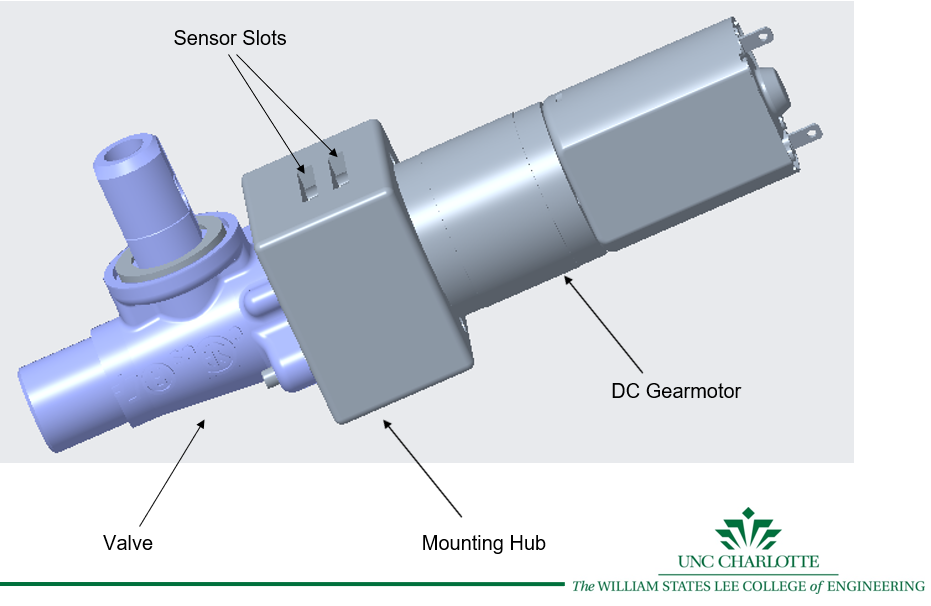 Sensor Slots
DC Gearmotor
Valve
Mounting Hub
UNC CHARLOTTE
The WILLIAM STATES LEE COLLEGE of ENGINEERING